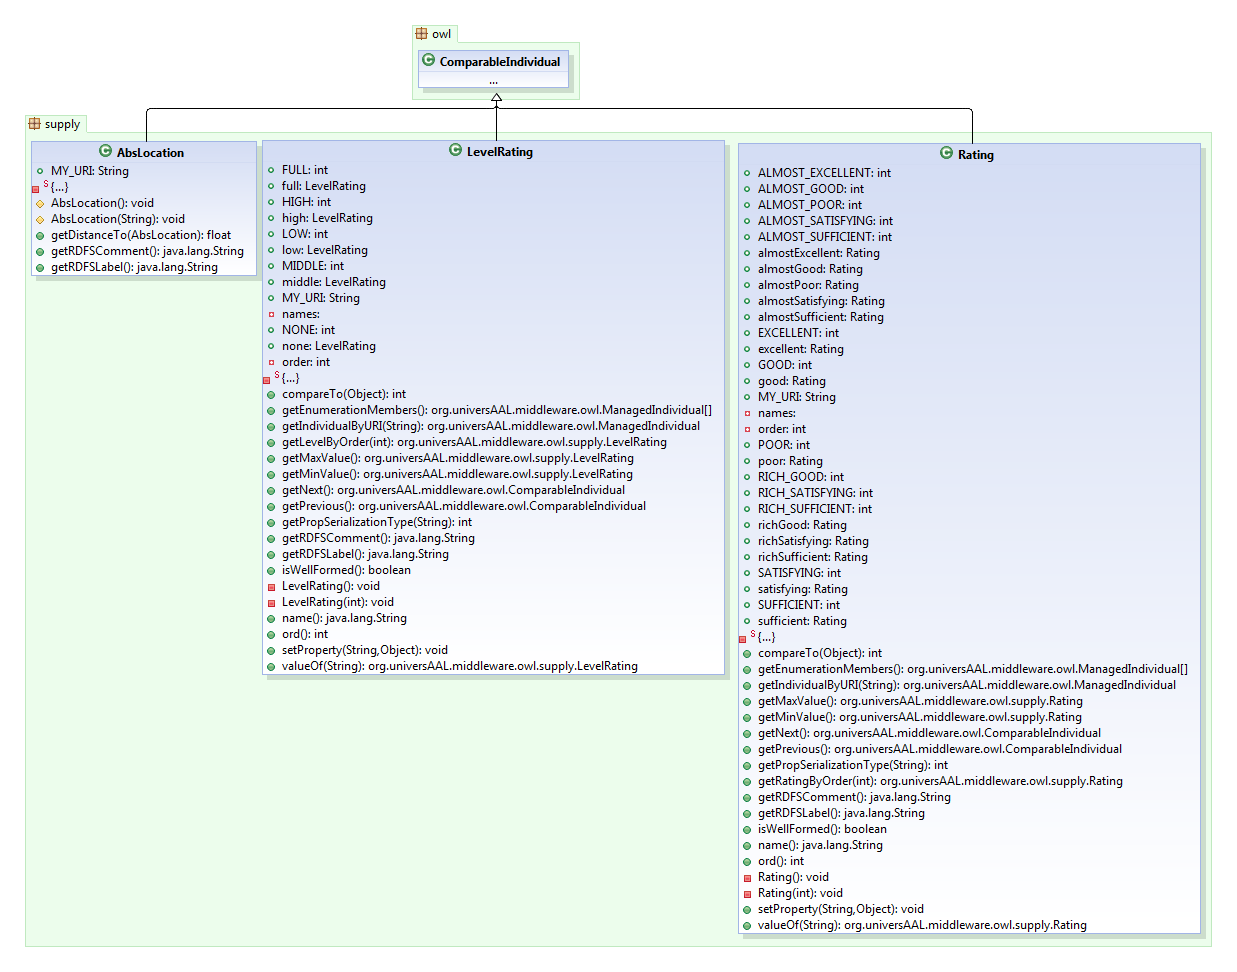 owl
ComparableIndividual
...
supply
AbsLocation
MY_URI: String
S {...}
AbsLocation(): void
AbsLocation(String): void
getDistanceTo(AbsLocation): float
getRDFSComment(): java.lang.String
getRDFSLabel(): java.lang.String
LevelRating
FULL: int
full: LevelRating
HIGH: int
high: LevelRating
LOW: int
low: LevelRating
MIDDLE: int
middle: LevelRating
MY_URI: String
names:
NONE: int
none: LevelRating
order: int
S {...}
compareTo(Object): int
getEnumerationMembers(): org.universAAL.middleware.owl.ManagedIndividual[]
getIndividualByURI(String): org.universAAL.middleware.owl.ManagedIndividual
getLevelByOrder(int): org.universAAL.middleware.owl.supply.LevelRating
getMaxValue(): org.universAAL.middleware.owl.supply.LevelRating
getMinValue(): org.universAAL.middleware.owl.supply.LevelRating
getNext(): org.universAAL.middleware.owl.ComparableIndividual
getPrevious(): org.universAAL.middleware.owl.ComparableIndividual
getPropSerializationType(String): int
getRDFSComment(): java.lang.String
getRDFSLabel(): java.lang.String
isWellFormed(): boolean
LevelRating(): void
LevelRating(int): void
name(): java.lang.String
ord(): int
setProperty(String,Object): void
valueOf(String): org.universAAL.middleware.owl.supply.LevelRating
Rating
ALMOST_EXCELLENT: int
ALMOST_GOOD: int
ALMOST_POOR: int
ALMOST_SATISFYING: int
ALMOST_SUFFICIENT: int
almostExcellent: Rating
almostGood: Rating
almostPoor: Rating
almostSatisfying: Rating
almostSufficient: Rating
EXCELLENT: int
excellent: Rating
GOOD: int
good: Rating
MY_URI: String
names:
order: int
POOR: int
poor: Rating
RICH_GOOD: int
RICH_SATISFYING: int
RICH_SUFFICIENT: int
richGood: Rating
richSatisfying: Rating
richSufficient: Rating
SATISFYING: int
satisfying: Rating
SUFFICIENT: int
sufficient: Rating
S {...}
compareTo(Object): int
getEnumerationMembers(): org.universAAL.middleware.owl.ManagedIndividual[]
getIndividualByURI(String): org.universAAL.middleware.owl.ManagedIndividual
getMaxValue(): org.universAAL.middleware.owl.supply.Rating
getMinValue(): org.universAAL.middleware.owl.supply.Rating
getNext(): org.universAAL.middleware.owl.ComparableIndividual
getPrevious(): org.universAAL.middleware.owl.ComparableIndividual
getPropSerializationType(String): int
getRatingByOrder(int): org.universAAL.middleware.owl.supply.Rating
getRDFSComment(): java.lang.String
getRDFSLabel(): java.lang.String
isWellFormed(): boolean
name(): java.lang.String
ord(): int
Rating(): void
Rating(int): void
setProperty(String,Object): void
valueOf(String): org.universAAL.middleware.owl.supply.Rating